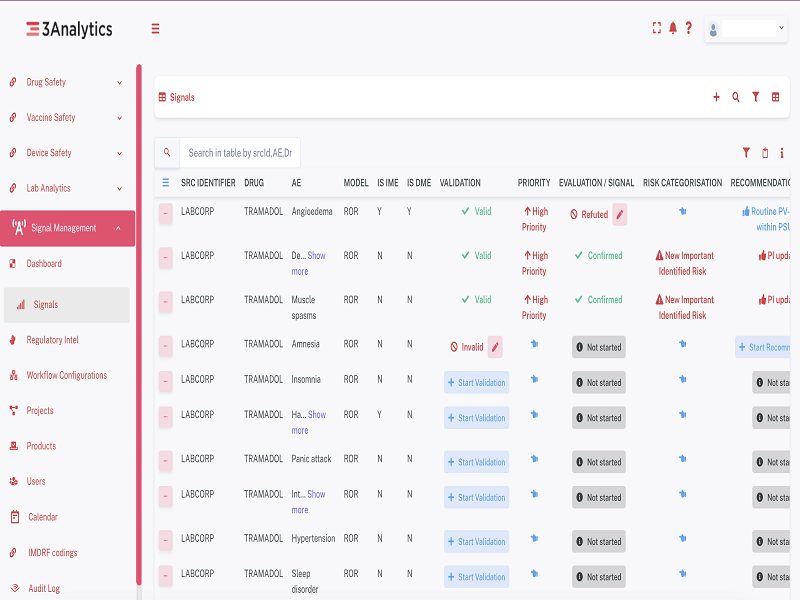 3Analytics
Drug Safety
Vaccine Safety
Device Safety
Lab Analytics
Signal Management
Dashboard
Signals
Regulatory Intel
Workflow Configurations
Projects
Products
Users
Calendar
IMDRF codings
Audit Log
Signals
Search in table by srcId,AE,Dr
SRC IDENTIFIER DRUG AE MODEL IS IME IS DME VALIDATION PRIORITY EVALUATION / SIGNAL RISK CATEGORISATION RECOMMENDATIO
LABCORP TRAMADOL Angioedema ROR Y Y Valid High Refuted Routine PV-
Priority within PSU
LABCORP TRAMADOL De... Show ROR N N Valid High Confirmed New Important PI upda
more Priority Identified Risk
LABCORP TRAMADOL Muscle ROR N N Valid High Confirmed New Important PI upda
spasms Priority Identified Risk
LABCORP TRAMADOL Amnesia ROR N N Invalid Not started + Start Recom
LABCORP TRAMADOL Insomnia ROR N N + Start Validation Not started Not sta
LABCORP TRAMADOL Ha... Show ROR Y N + Start Validation Not started Not sta
more
LABCORP TRAMADOL Panic attack ROR N N + Start Validation Not started Not sta
LABCORP TRAMADOL Int... Show ROR N N + Start Validation Not started Not sta
more
LABCORP TRAMADOL Hypertension ROR N N + Start Validation Not started Not sta
LABCORP TRAMADOL Sleep ROR N N + Start Validation Not started Not sta
disorder